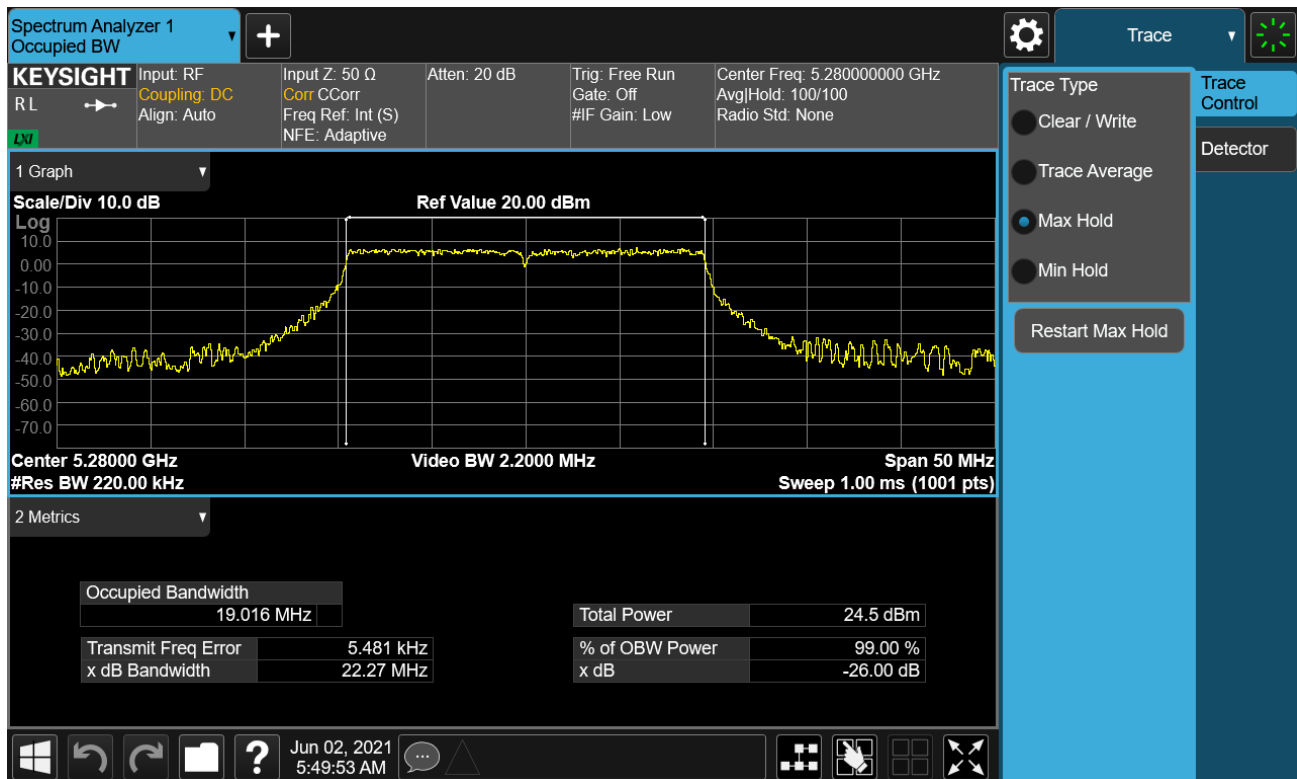 Spectrum Analyzer 1
Occupied BW
+
Trace
KEYSIGHT
R L
LXI
Input: RF
Coupling: DC
Align: Auto
Input Z: 50 Ω
Corr CCorr
Freq Ref: Int (S)
NFE: Adaptive
Atten: 20 dB
Trig: Free Run
Gate: Off
#IF Gain: Low
Center Freq: 5.280000000 GHz
Avg|Hold: 100/100
Radio Std: None
Trace Type
Clear / Write
Trace Average
Max Hold
Min Hold
Restart Max Hold
Trace
Control
Detector
1 Graph
Scale/Div 10.0 dB
Ref Value 20.00 dBm
Log
10.0
0.00
-10.0
-20.0
-30.0
-40.0
-50.0
-60.0
-70.0
Center 5.28000 GHz
Video BW 2.2000 MHz
Span 50 MHz
#Res BW 220.00 kHz
Sweep 1.00 ms (1001 pts)
2 Metrics
Occupied Bandwidth
19.016 MHz
Total Power 24.5 dBm
Transmit Freq Error 5.481 kHz
% of OBW Power 99.00 %
x dB Bandwidth 22.27 MHz
x dB -26.00 dB
?
Jun 02, 2021
5:49:53 AM